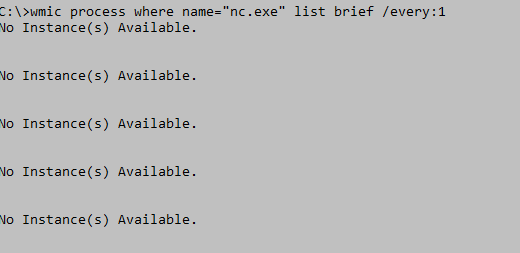 C:\>wmic process where name="nc.exe" list brief /every:1
No Instance(s) Available.
No Instance(s) Available.
No Instance(s) Available.
No Instance(s) Available.
No Instance(s) Available.